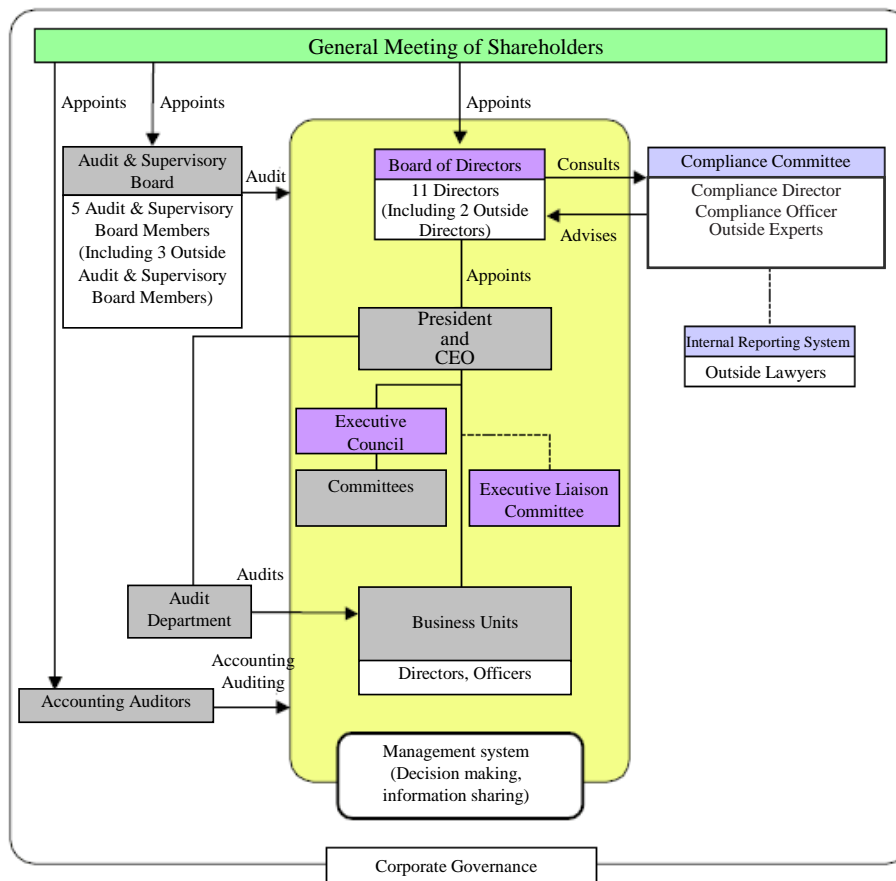 General Meeting of Shareholders
Appoints
Appoints
Appoints
Audit & Supervisory
Board
5 Audit & Supervisory
Board Members
(Including 3 Outside
Audit & Supervisory
Board Members)
Audit
Board of Directors
11 Directors
(Including 2 Outside
Directors)
Consults
Advises
Compliance Committee
Compliance Director
Compliance Officer
Outside Experts
Appoints
President
and
CEO
Internal Reporting System
Outside Lawyers
Executive
Council
Committees
Executive Liaison
Committee
Audits
Audit
Department
Business Units
Directors, Officers
Accounting
Auditing
Accounting Auditors
Management system
(Decision making,
information sharing)
Corporate Governance